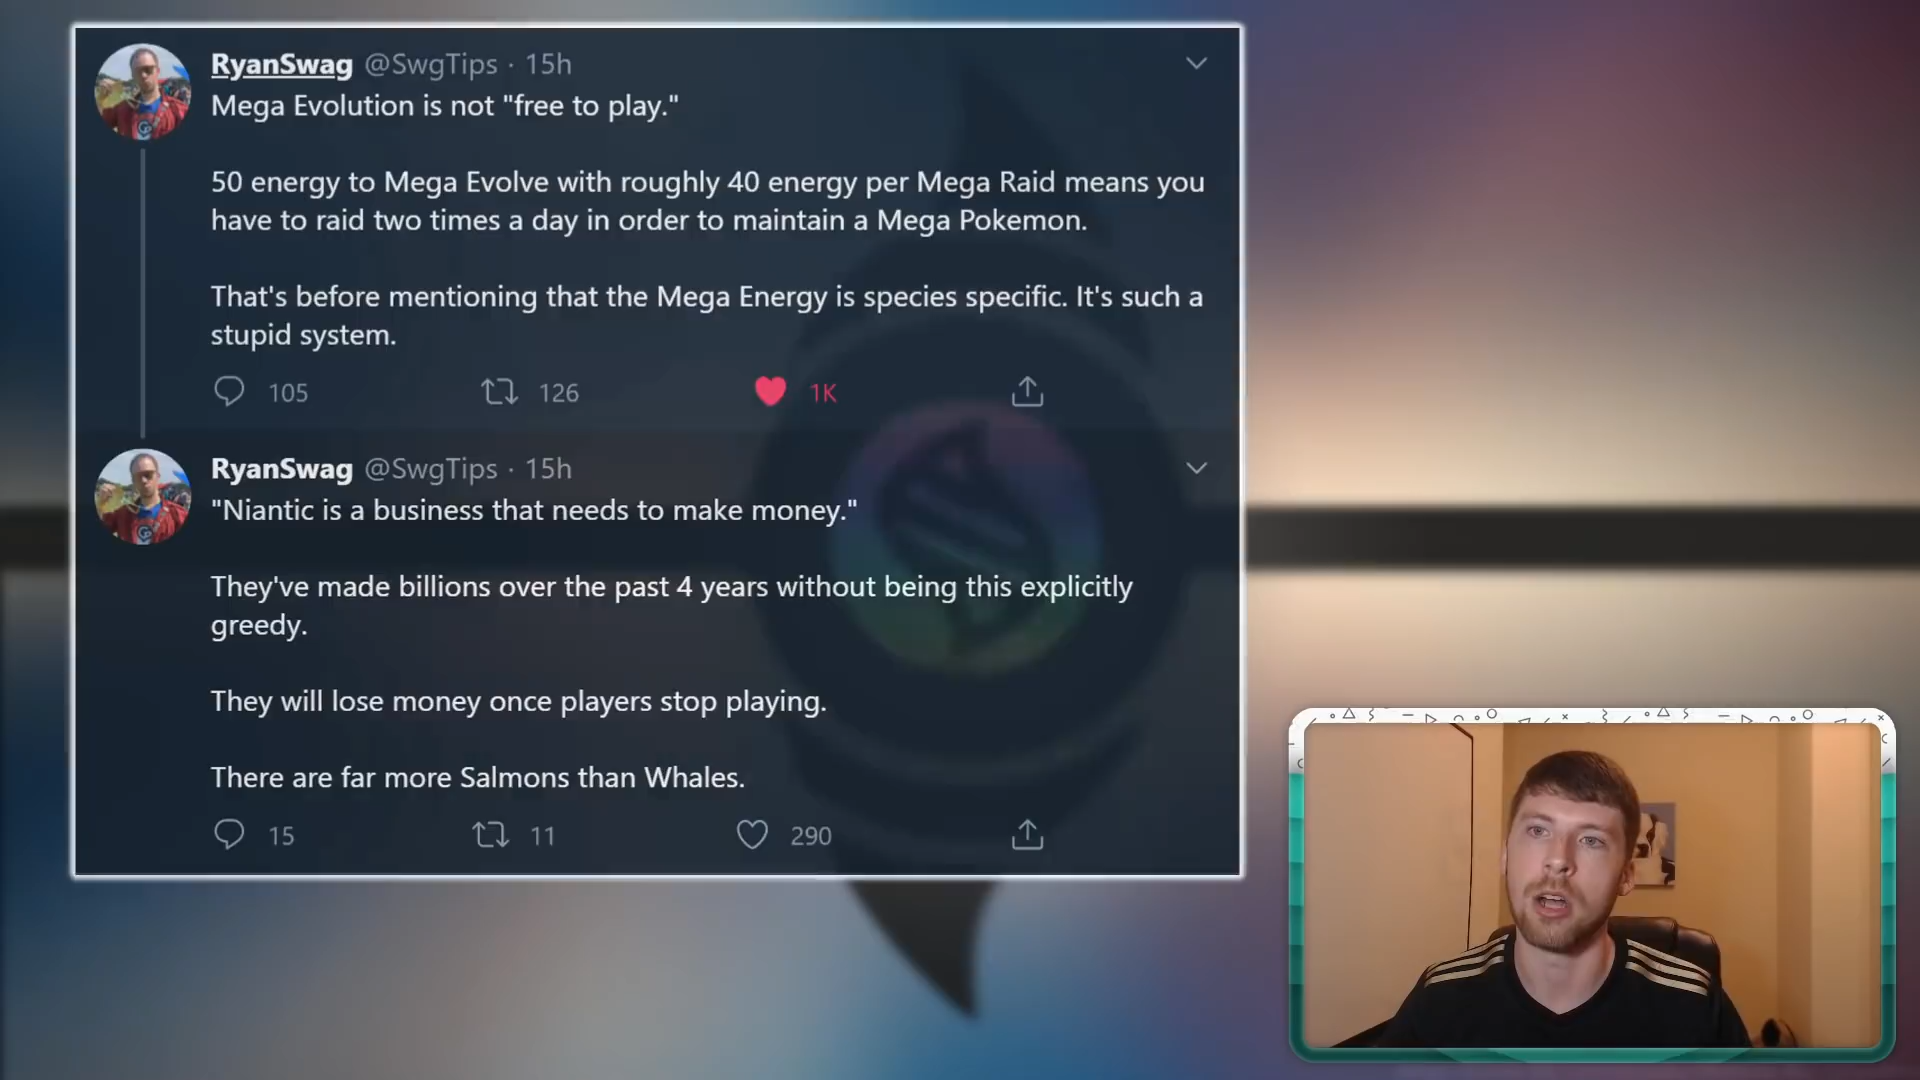 RyanSwag @SwgTips · 15h
Mega Evolution is not "free to play."
50 energy to Mega Evolve with roughly 40 energy per Mega Raid means you
have to raid two times a day in order to maintain a Mega Pokemon.
That's before mentioning that the Mega Energy is species specific. It's such a
stupid system.
105 126 1K
RyanSwag @SwgTips · 15h
"Niantic is a business that needs to make money."
They've made billions over the past 4 years without being this explicitly
greedy.
They will lose money once players stop playing.
There are far more Salmons than Whales.
15 11 290